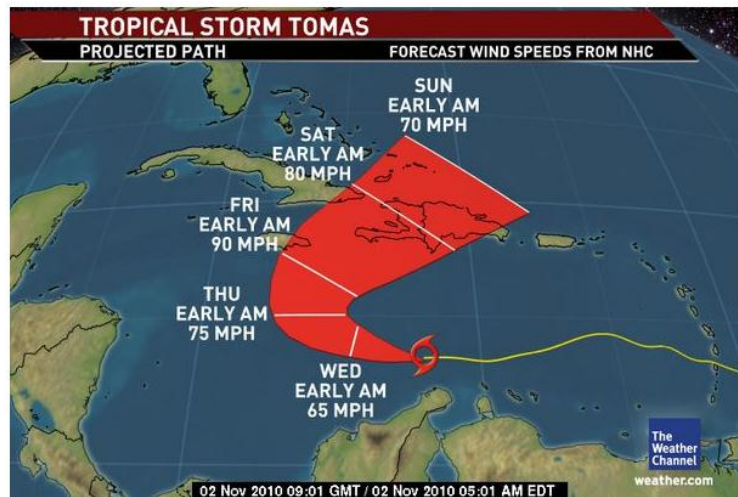 TROPICAL STORM TOMAS
PROJECTED PATH
FORECAST WIND SPEEDS FROM NHC
SUN
EARLY AM
70 MPH
SAT
EARLY AM
80 MPH
FRI
EARLY AM
90 MPH
THU
EARLY AM
75 MPH
WED
EARLY AM
65 MPH
The
Weather
Channel
weather.com
02 Nov 2010 09:01 GMT / 02 Nov 2010 05:01 AM EDT